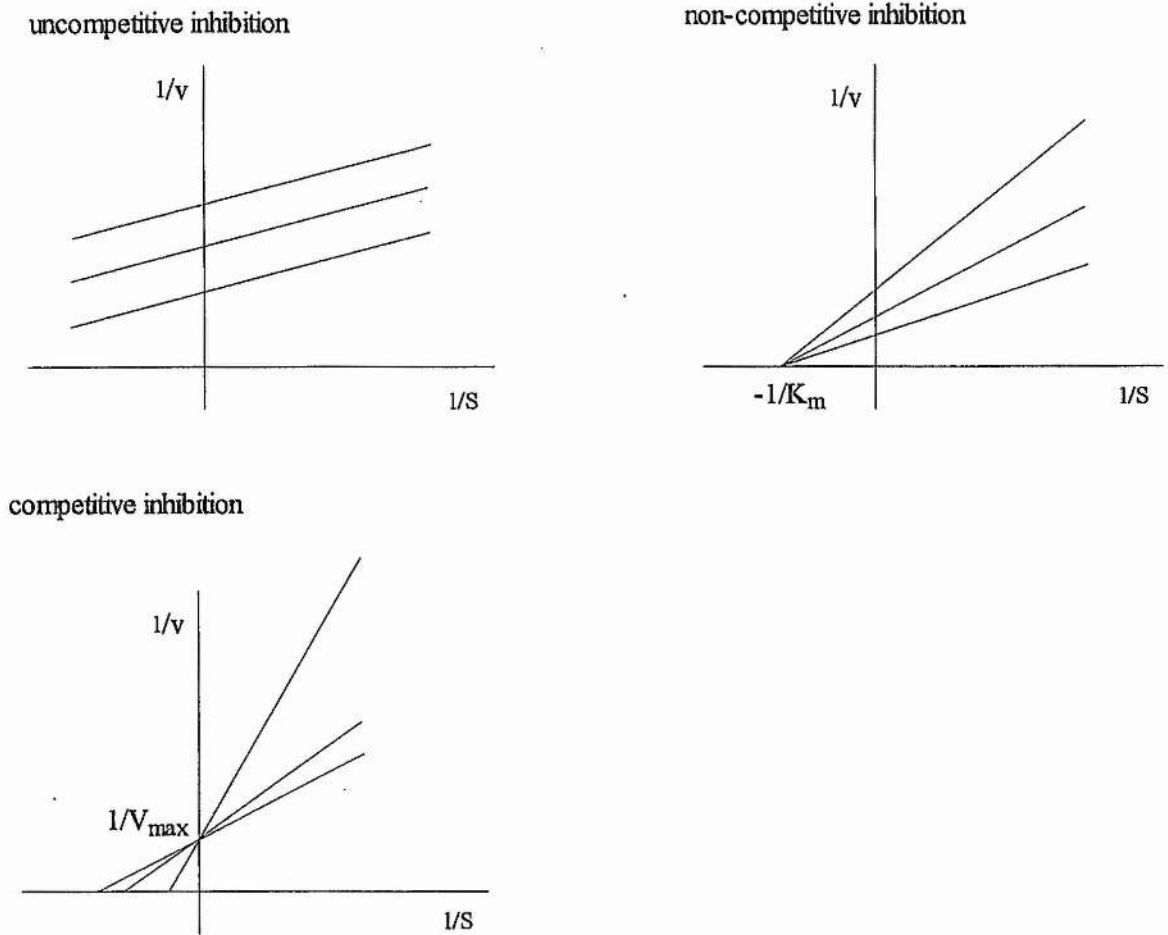 uncompetitive inhibition
1/v
1/S
non-competitive inhibition
1/v
-1/Km
1/S
competitive inhibition
1/v
1/Vmax
1/S